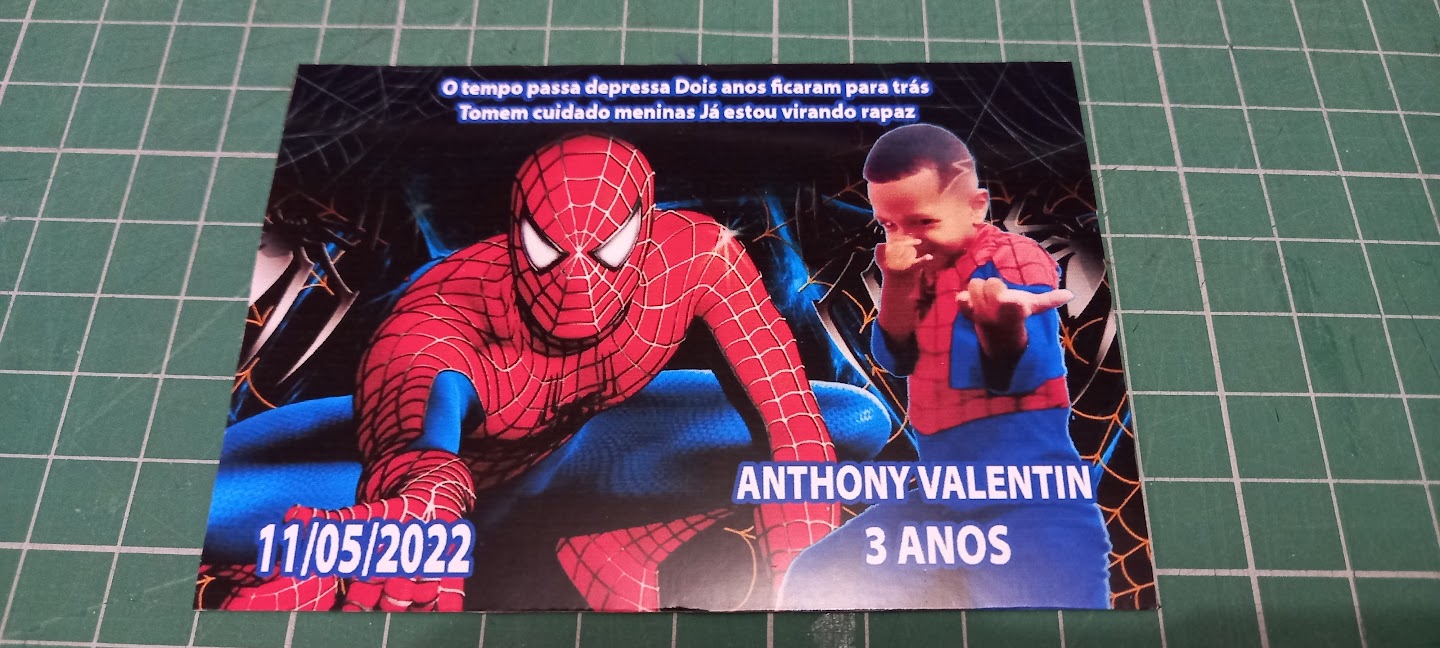 O tempo passa depressa Dois anos ficaram para trás
Tomem cuidado meninas Já estou virando rapaz
ANTHONY VALENTIN
3 ANOS
11/05/2022